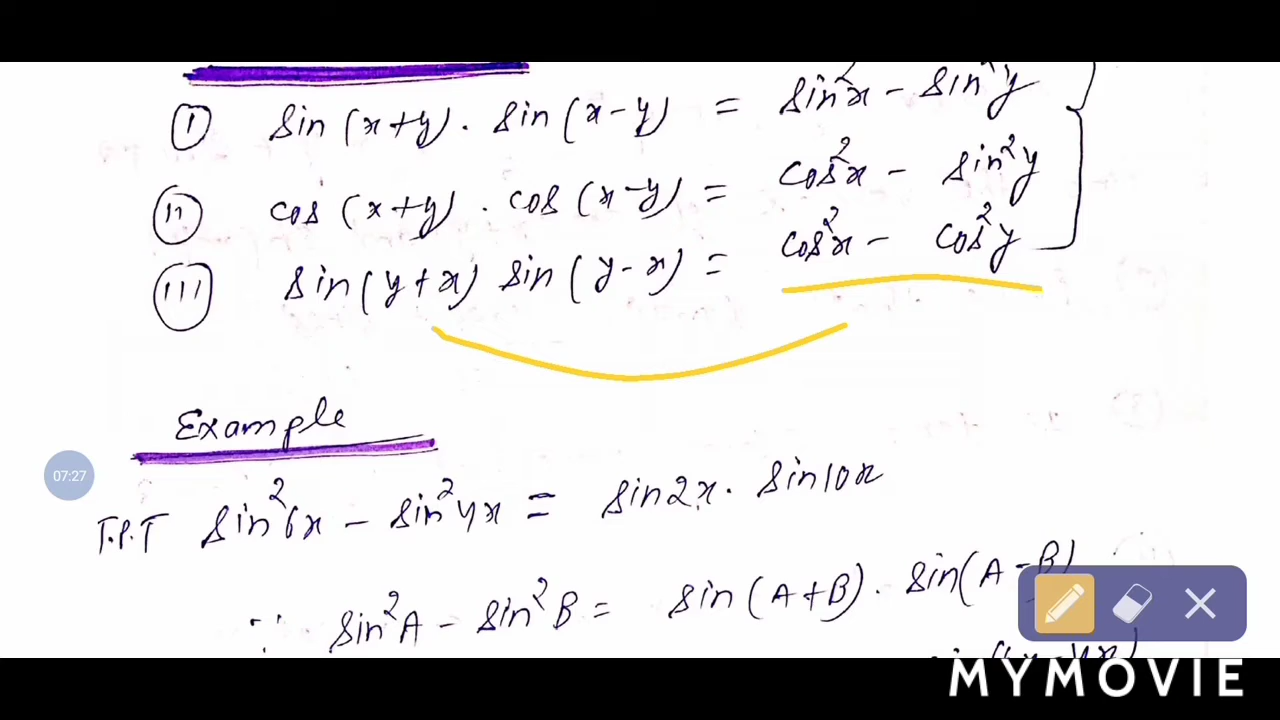 (I) sin (x+y) . sin (x-y) = sin²x - sin²y
(II) cos (x+y) . cos (x-y) = cos²x - sin²y
(III) sin (y+x) sin (y-x) = cos²x - cos²y
Example
07:27
T.P.T sin²6x - sin²4x = sin2x . sin10x
∵ sin²A - sin²B = sin(A+B) . sin(A-B)
MYMOVIE